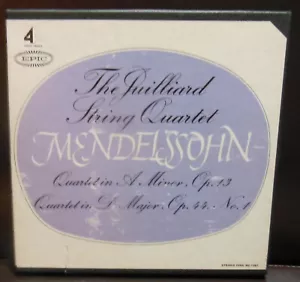 4
EPIC
The Juilliard
String Quartet
MENDELSSOHN
Quartet in A Minor, Op. 13
Quartet in D Major, Op. 44, No. 1